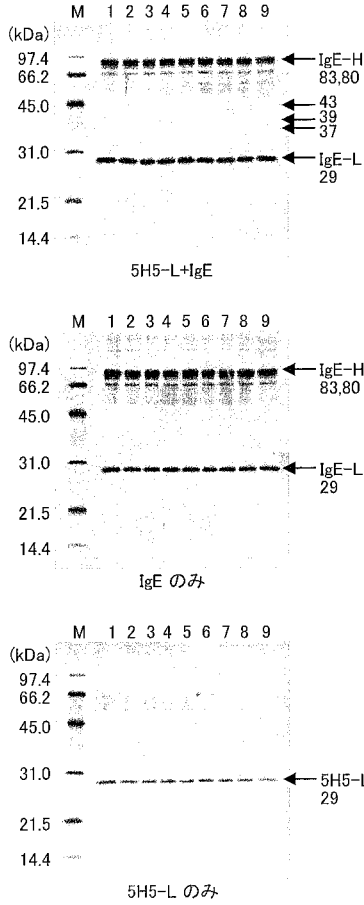 M 1 2 3 4 5 6 7 8 9
(kDa)
97.4
66.2
45.0
31.0
21.5
14.4
IgE-H
83,80
43
39
37
IgE-L
29
5H5-L+IgE
M 1 2 3 4 5 6 7 8 9
(kDa)
97.4
66.2
45.0
31.0
21.5
14.4
IgE-H
83,80
IgE-L
29
IgE のみ
M 1 2 3 4 5 6 7 8 9
(kDa)
97.4
66.2
45.0
31.0
21.5
14.4
5H5-L
29
5H5-L のみ